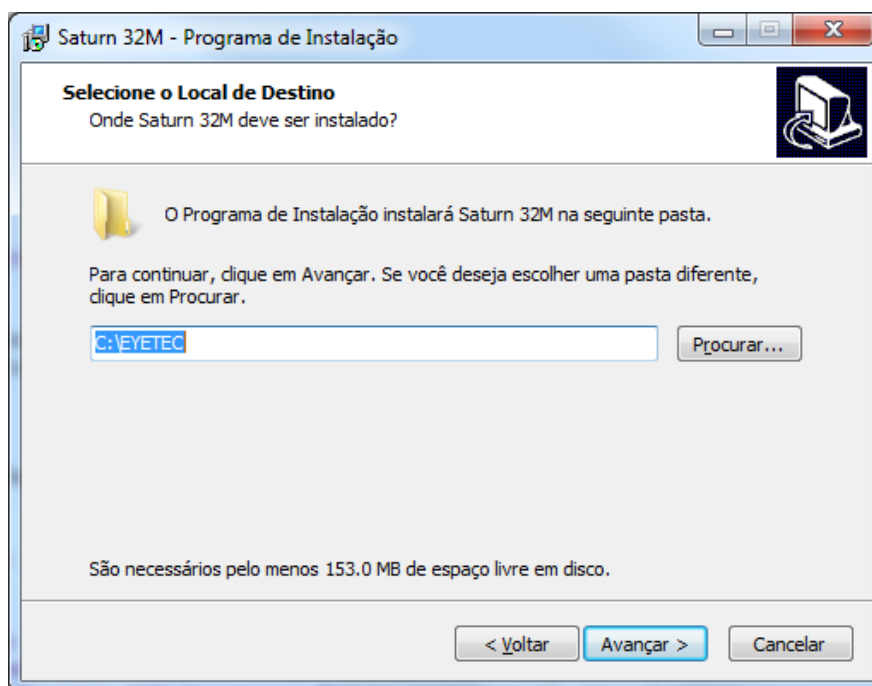 Saturn 32M - Programa de Instalação
Selecione o Local de Destino
Onde Saturn 32M deve ser instalado?
O Programa de Instalação instalará Saturn 32M na seguinte pasta.
Para continuar, clique em Avançar. Se você deseja escolher uma pasta diferente,
clique em Procurar.
C:\EYETEC
Procurar...
São necessários pelo menos 153.0 MB de espaço livre em disco.
< Voltar
Avançar >
Cancelar